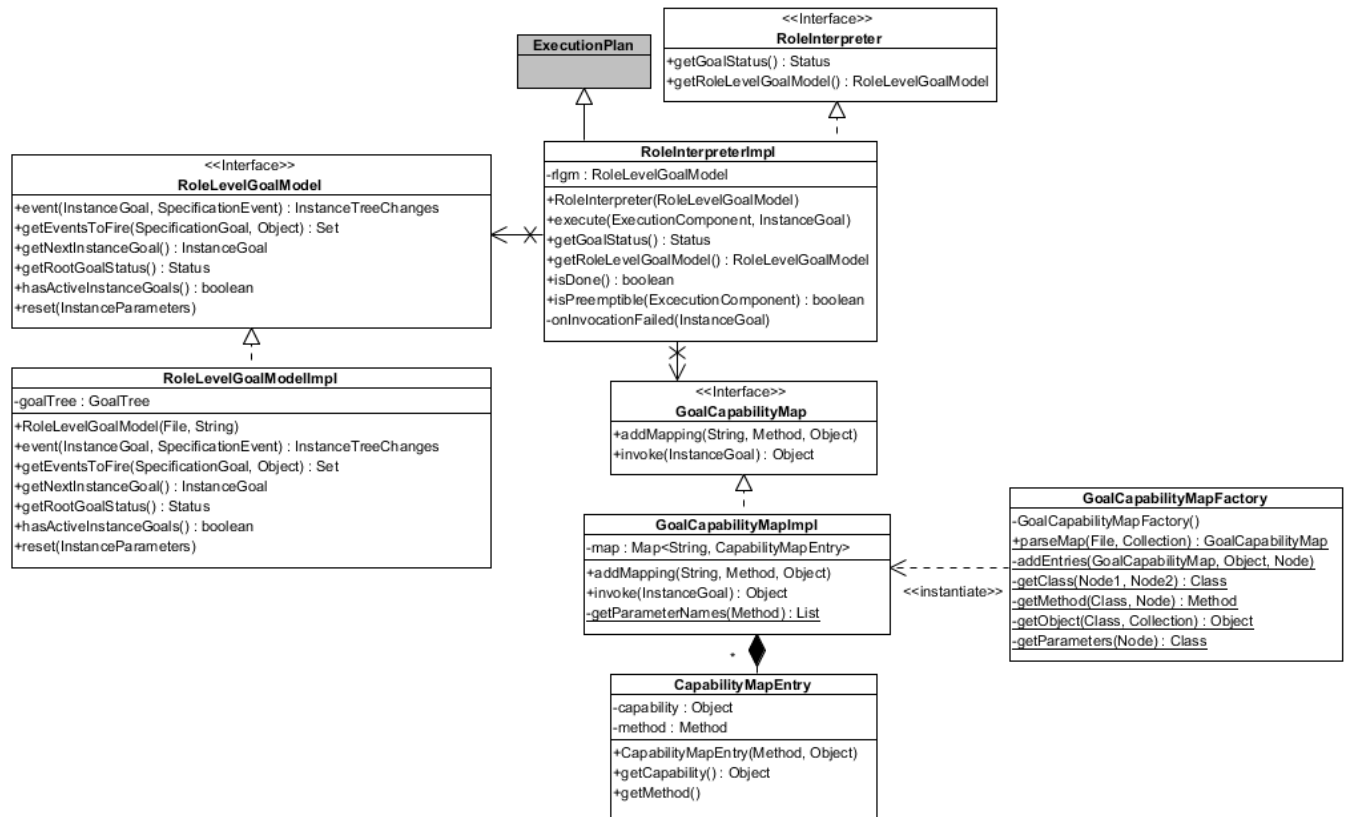 <<Interface>>
RoleInterpreter
+getGoalStatus() : Status
+getRoleLevelGoalModel() : RoleLevelGoalModel
ExecutionPlan
RoleInterpreterImpl
-rlgm : RoleLevelGoalModel
+RoleInterpreter(RoleLevelGoalModel)
+execute(ExecutionComponent, InstanceGoal)
+getGoalStatus() : Status
+getRoleLevelGoalModel() : RoleLevelGoalModel
+isDone() : boolean
+isPreemptible(ExcecutionComponent) : boolean
-onInvocationFailed(InstanceGoal)
<<Interface>>
RoleLevelGoalModel
+event(InstanceGoal, SpecificationEvent) : InstanceTreeChanges
+getEventsToFire(SpecificationGoal, Object) : Set
+getNextInstanceGoal() : InstanceGoal
+getRootGoalStatus() : Status
+hasActiveInstanceGoals() : boolean
+reset(InstanceParameters)
RoleLevelGoalModelImpl
-goalTree : GoalTree
+RoleLevelGoalModel(File, String)
+event(InstanceGoal, SpecificationEvent) : InstanceTreeChanges
+getEventsToFire(SpecificationGoal, Object) : Set
+getNextInstanceGoal() : InstanceGoal
+getRootGoalStatus() : Status
+hasActiveInstanceGoals() : boolean
+reset(InstanceParameters)
<<Interface>>
GoalCapabilityMap
+addMapping(String, Method, Object)
+invoke(InstanceGoal) : Object
GoalCapabilityMapImpl
-map : Map<String, CapabilityMapEntry>
+addMapping(String, Method, Object)
+invoke(InstanceGoal) : Object
-getParameterNames(Method) : List
<<instantiate>>
GoalCapabilityMapFactory
-GoalCapabilityMapFactory()
+parseMap(File, Collection) : GoalCapabilityMap
-addEntries(GoalCapabilityMap, Object, Node)
-getClass(Node1, Node2) : Class
-getMethod(Class, Node) : Method
-getObject(Class, Collection) : Object
-getParameters(Node) : Class
*
CapabilityMapEntry
-capability : Object
-method : Method
+CapabilityMapEntry(Method, Object)
+getCapability() : Object
+getMethod()